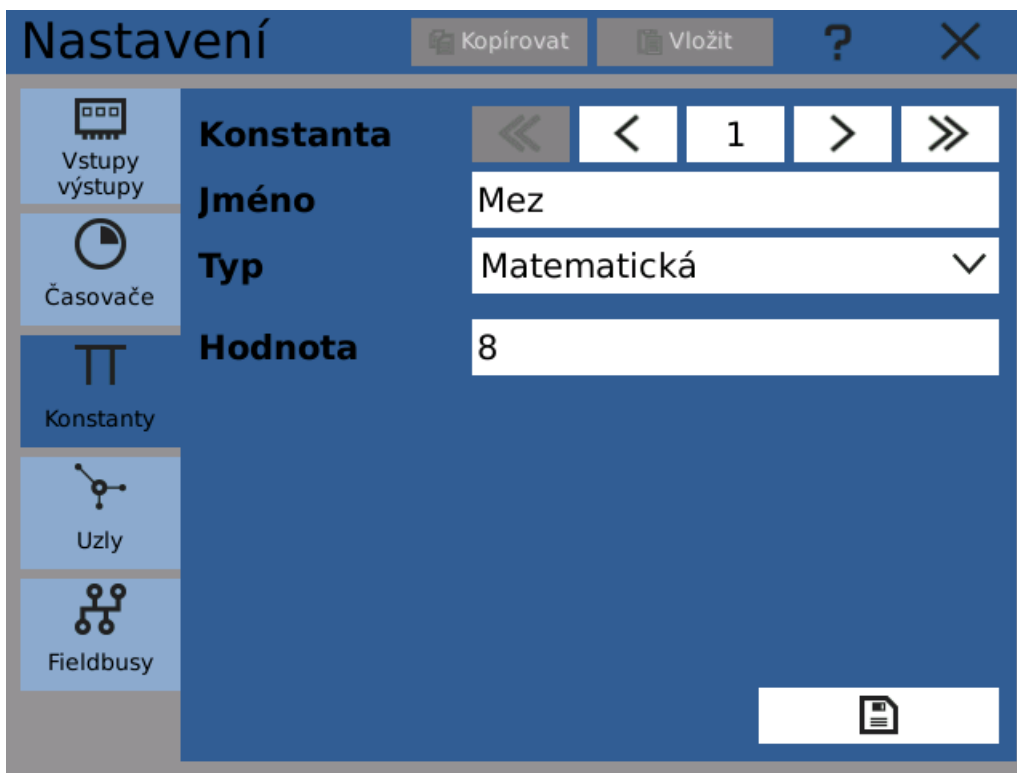 Nastavení
Kopírovat
Vložit
?
Vstupy
výstupy
Časovače
Konstanty
Uzly
Fieldbusy
Konstanta
1
Jméno
Mez
Typ
Matematická
Hodnota
8